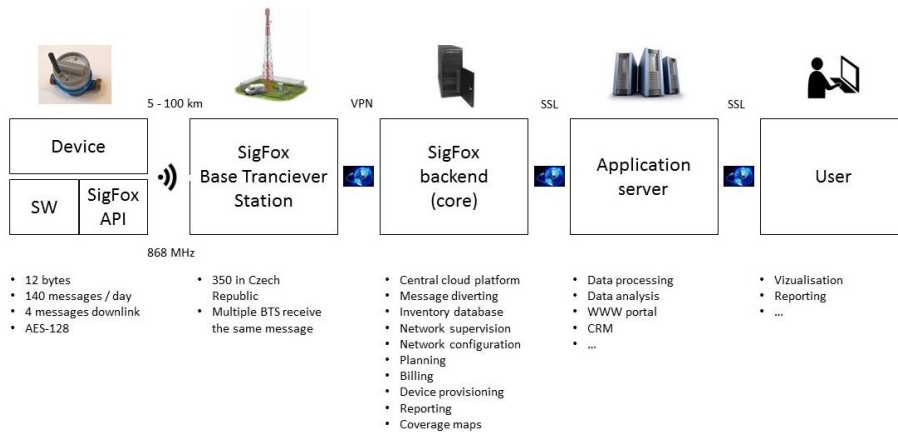 5 - 100 km
VPN
SSL
SSL
Device
SW
SigFox
API
868 MHz
SigFox
Base Tranciever
Station
SigFox
backend
(core)
Application
server
User
• 12 bytes
• 140 messages / day
• 4 messages downlink
• AES-128
• 350 in Czech
Republic
• Multiple BTS receive
the same message
• Central cloud platform
• Message diverting
• Inventory database
• Network supervision
• Network configuration
• Planning
• Billing
• Device provisioning
• Reporting
• Coverage maps
• Data processing
• Data analysis
• WWW portal
• CRM
• ...
• Vizualisation
• Reporting
• ...